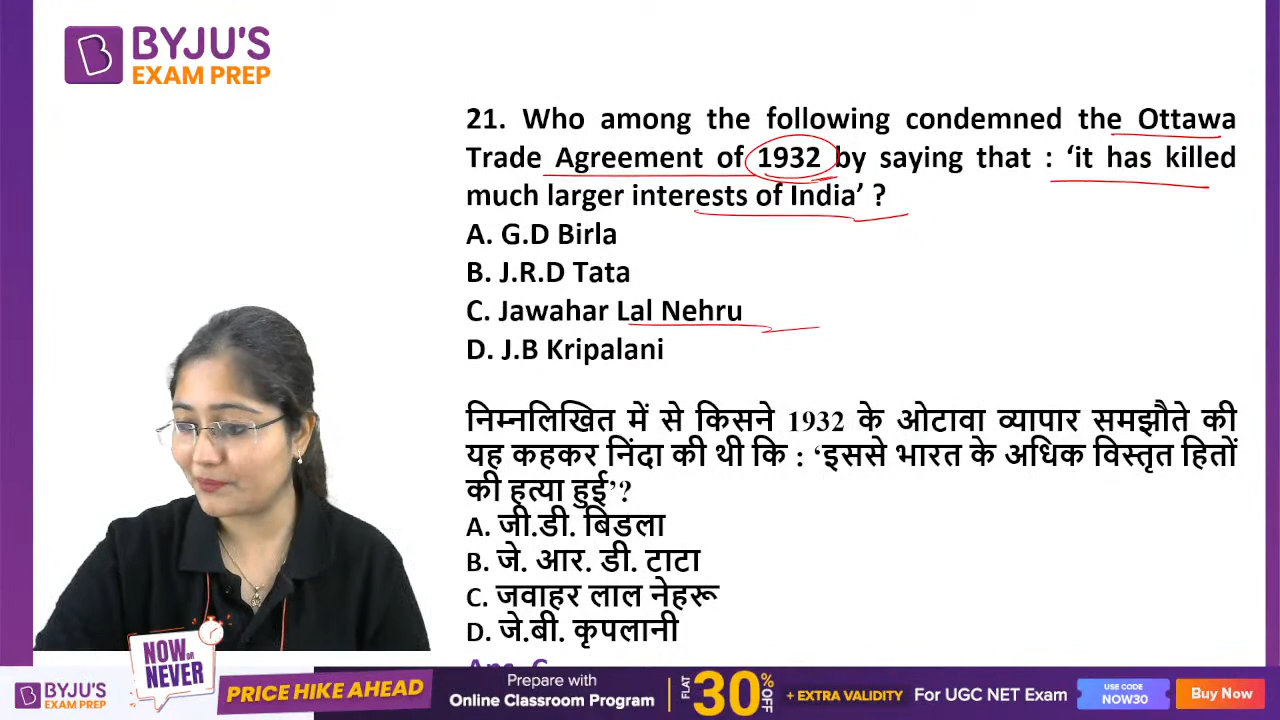 BYJU'S
EXAM PREP
21. Who among the following condemned the Ottawa
Trade Agreement of 1932 by saying that : ‘it has killed
much larger interests of India’ ?
A. G.D Birla
B. J.R.D Tata
C. Jawahar Lal Nehru
D. J.B Kripalani
निम्नलिखित में से किसने 1932 के ओटावा व्यापार समझौते की
यह कहकर निंदा की थी कि : ‘इससे भारत के अधिक विस्तृत हितों
की हत्या हुई’?
A. जी.डी. बिडला
B. जे. आर. डी. टाटा
C. जवाहर लाल नेहरू
D. जे.बी. कृपलानी
Ans. C
BYJU'S
EXAM PREP
NOW OR
NEVER
PRICE HIKE AHEAD
Prepare with
Online Classroom Program
FLAT
30%
OFF
+ EXTRA VALIDITY
For UGC NET Exam
USE CODE
NOW30
Buy Now